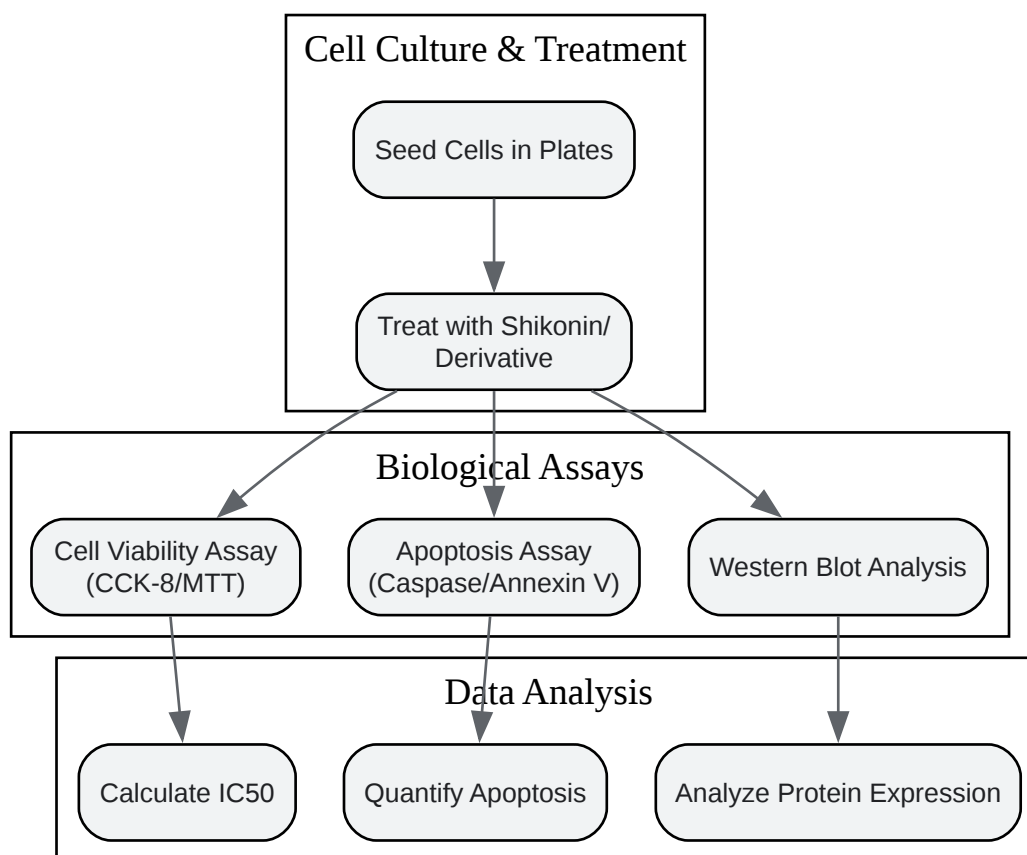 Cell Culture & Treatment
Seed Cells in Plates
Treat with Shikonin/
Derivative
Biological Assays
Cell Viability Assay
(CCK-8/MTT)
Apoptosis Assay
(Caspase/Annexin V)
Western Blot Analysis
Data Analysis
Calculate IC50
Quantify Apoptosis
Analyze Protein Expression